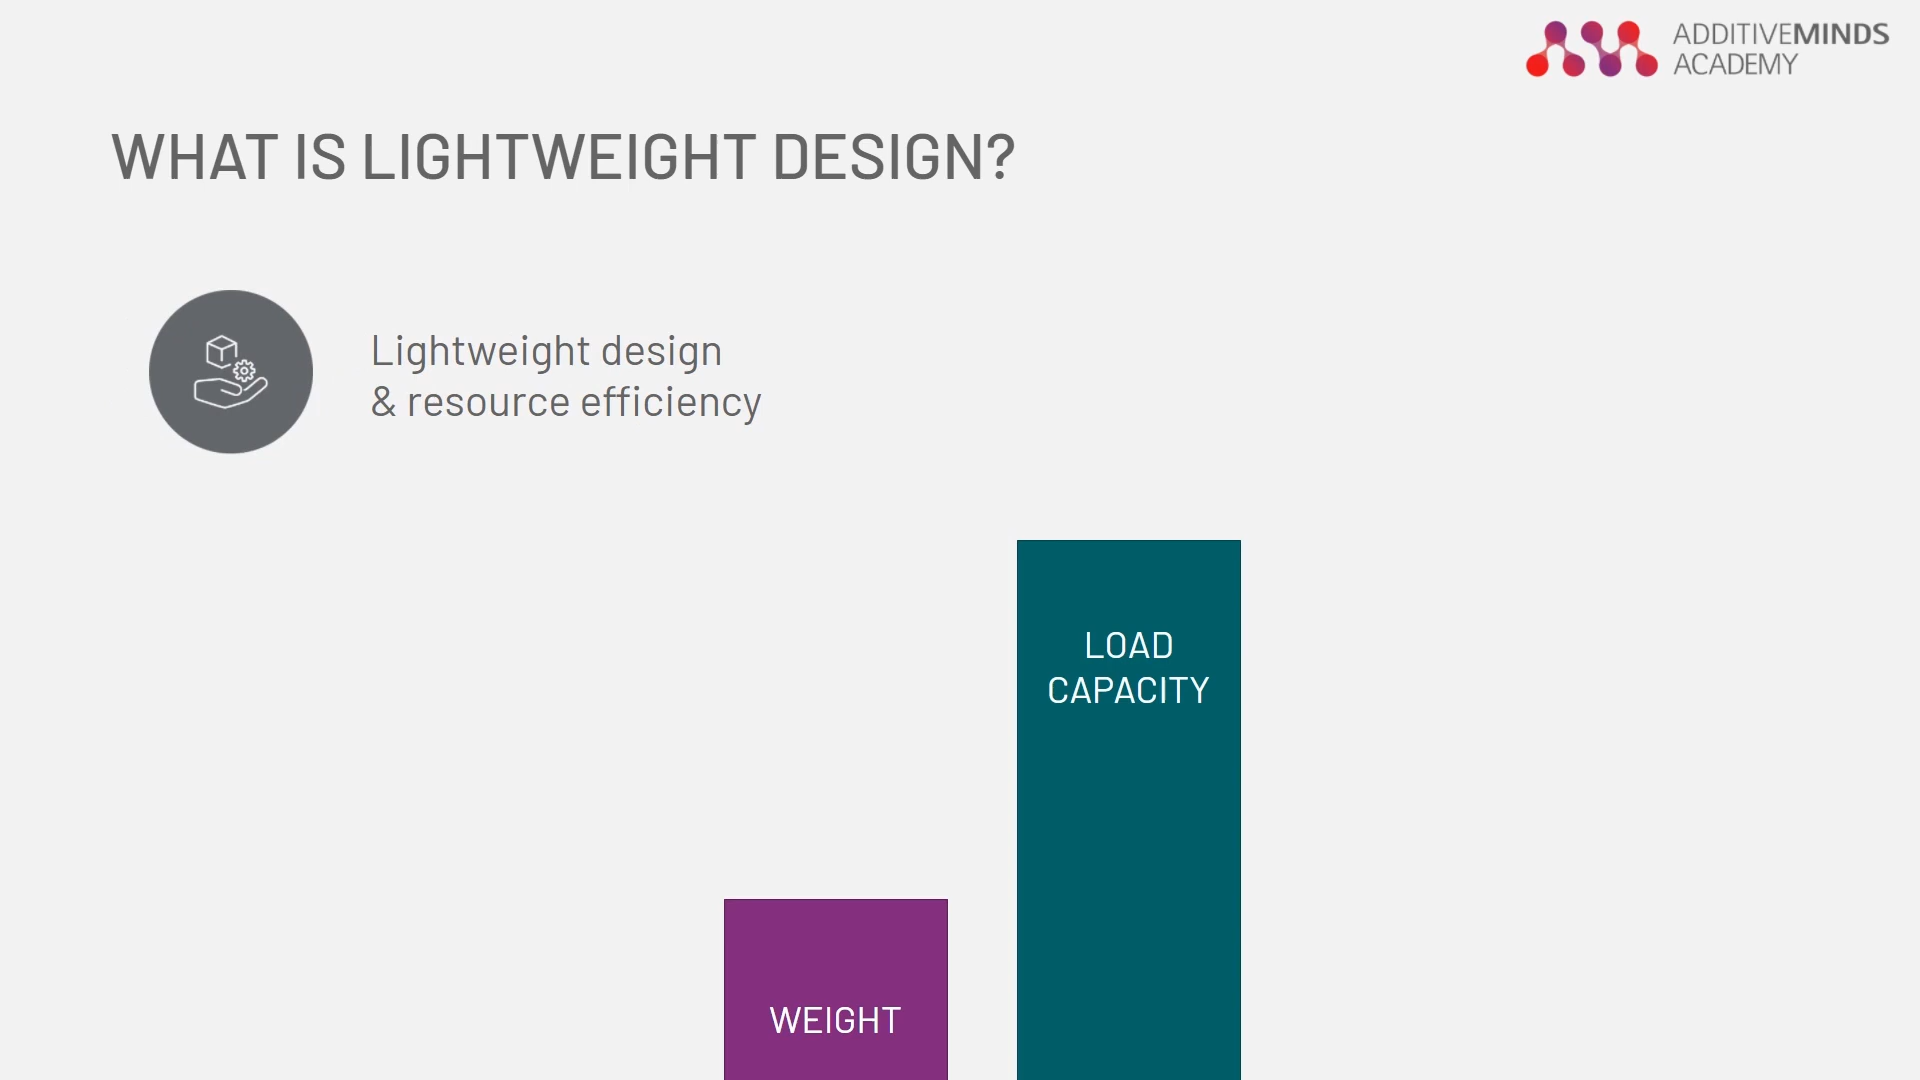 ADDITIVEMINDS
ACADEMY
WHAT IS LIGHTWEIGHT DESIGN?
Lightweight design
& resource efficiency
LOAD
CAPACITY
WEIGHT